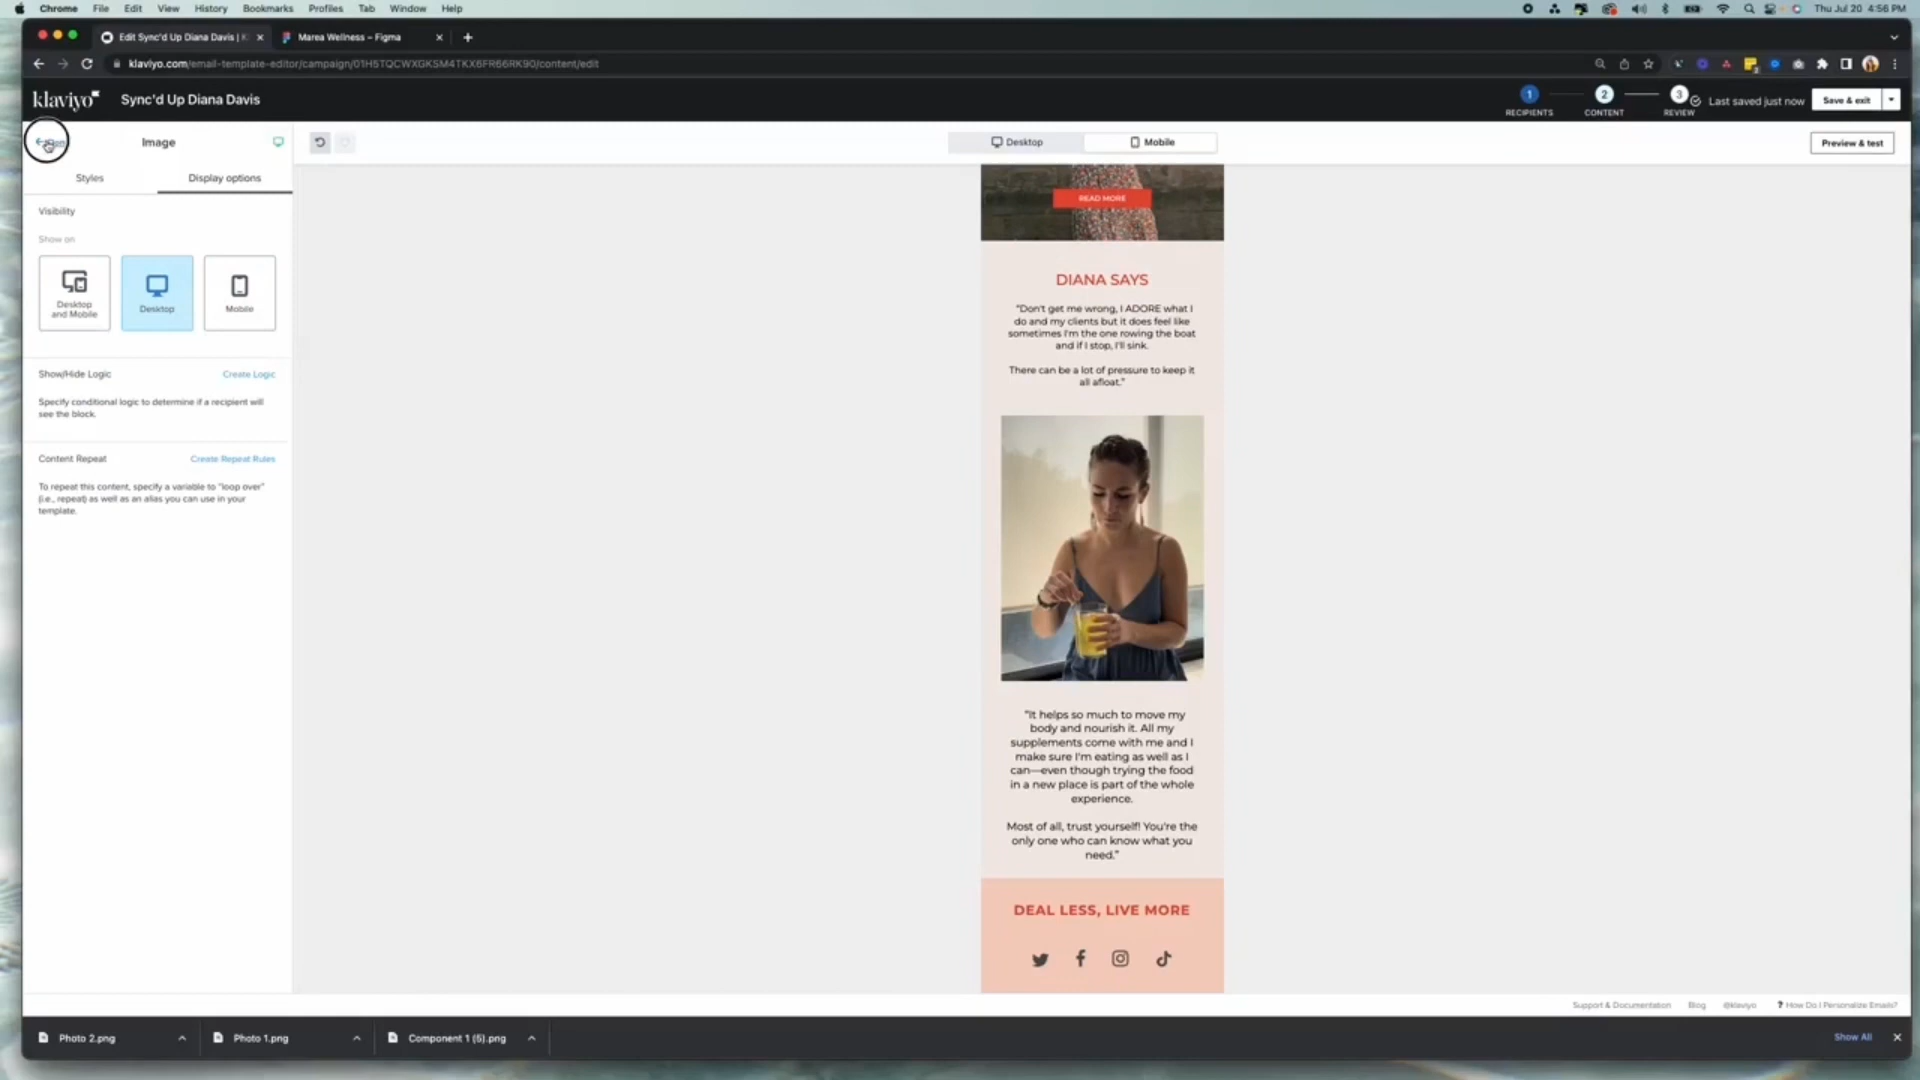 Chrome File Edit View History Bookmarks Profiles Tab Window Help
Thu Jul 20 4:56 PM
Edit Sync'd Up Diana Davis |
Marea Wellness – Figma
klaviyo.com/email-template-editor/campaign/01H5TQCWXGKSM4TKX6FR66RK90/content/edit
klaviyo
Sync'd Up Diana Davis
1 2 3
RECIPIENTS CONTENT REVIEW
Last saved just now
Save & exit
Image
Desktop
Mobile
Preview & test
Styles
Display options
Visibility
Show on
Desktop and Mobile
Desktop
Mobile
Show/Hide Logic
Create Logic
Specify conditional logic to determine if a recipient will
see the block.
Content Repeat
Create Repeat Rules
To repeat this content, specify a variable to "loop over"
(i.e., repeat) as well as an alias you can use in your
template.
READ MORE
DIANA SAYS
"Don't get me wrong, I ADORE what I
do and my clients but it does feel like
sometimes I'm the one rowing the boat
and if I stop, I'll sink.
There can be a lot of pressure to keep it
all afloat."
"It helps so much to move my
body and nourish it. All my
supplements come with me and I
make sure I'm eating as well as I
can—even though trying the food
in a new place is part of the whole
experience.
Most of all, trust yourself! You're the
only one who can know what you
need."
DEAL LESS, LIVE MORE
Support & Documentation
Blog
@klaviyo
? How Do I Personalize Emails?
Photo 2.png
Photo 1.png
Component 1 (5).png
Show All